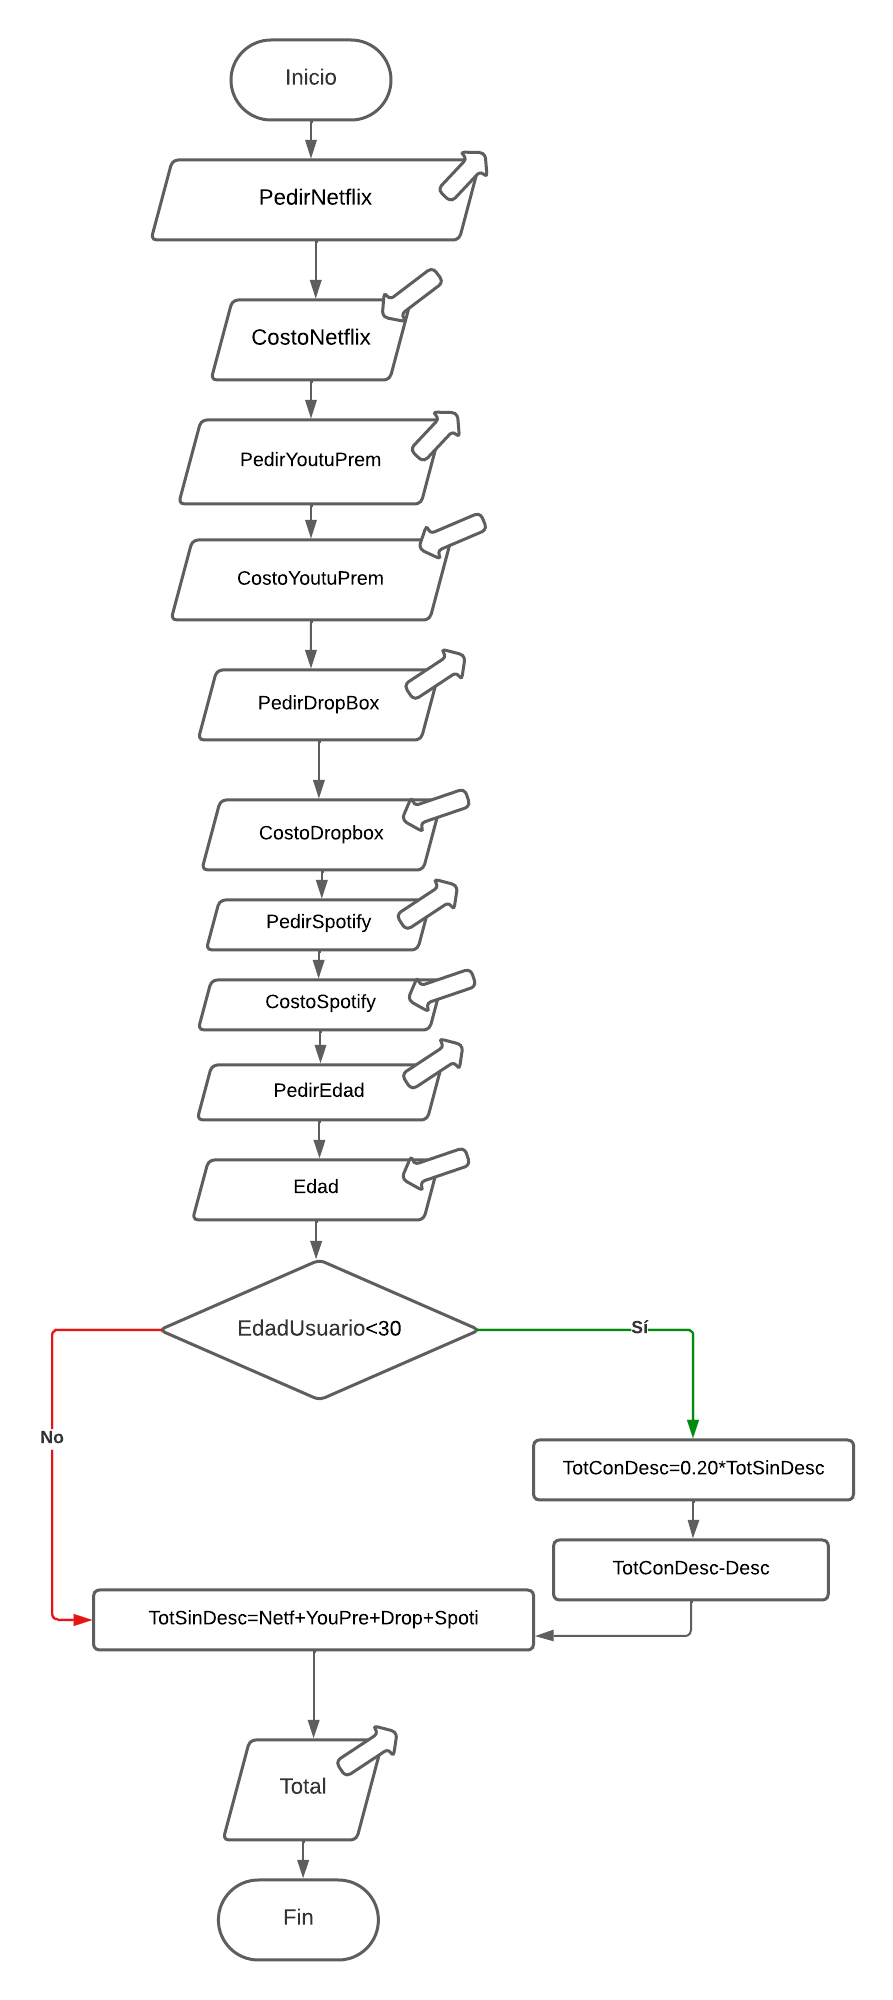 Inicio
PedirNetflix
CostoNetflix
PedirYoutuPrem
CostoYoutuPrem
PedirDropBox
CostoDropbox
PedirSpotify
CostoSpotify
PedirEdad
Edad
EdadUsuario<30
Sí
No
TotConDesc=0.20*TotSinDesc
TotConDesc-Desc
TotSinDesc=Netf+YouPre+Drop+Spoti
Total
Fin